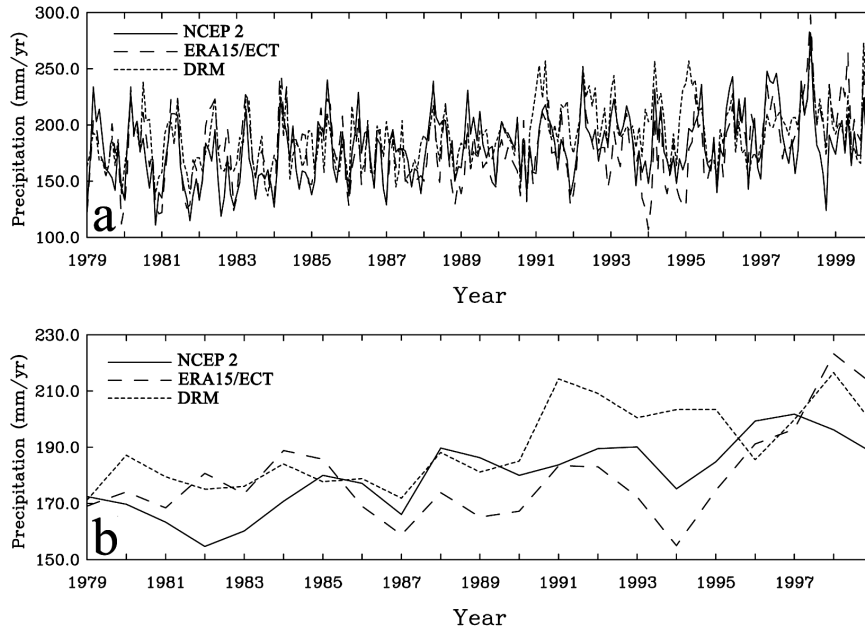 300.0
250.0
200.0
150.0
100.0
Precipitation (mm/yr)
NCEP 2
ERA15/ECT
DRM
a
1979 1981 1983 1985 1987 1989 1991 1993 1995 1997 1999
Year
230.0
210.0
190.0
170.0
150.0
Precipitation (mm/yr)
NCEP 2
ERA15/ECT
DRM
b
1979 1981 1983 1985 1987 1989 1991 1993 1995 1997
Year